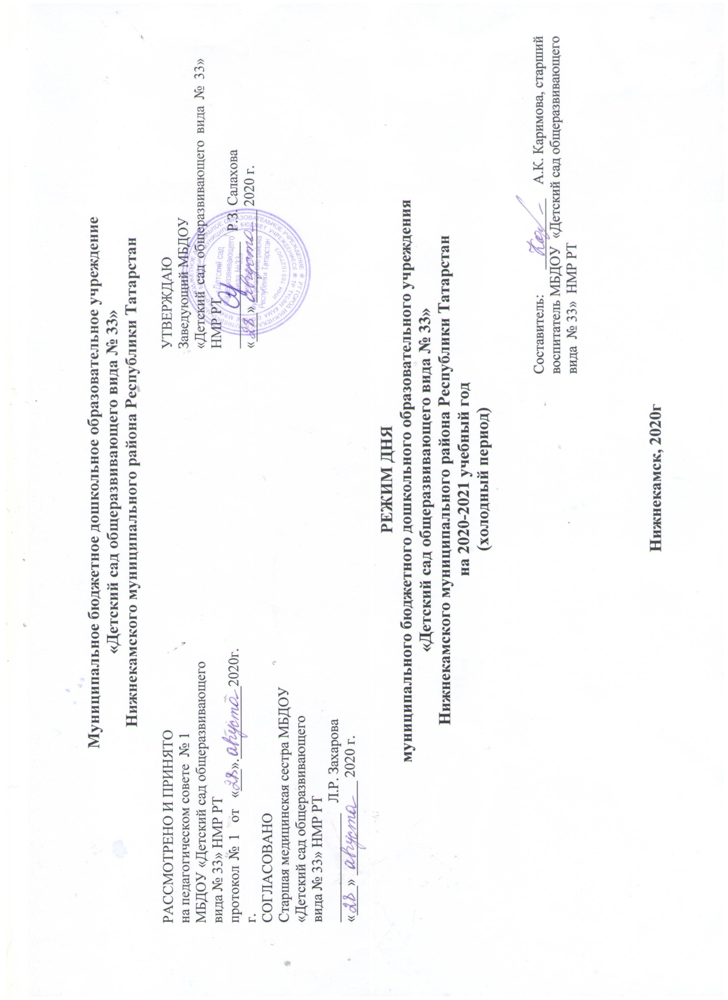 Муниципальное бюджетное дошкольное образовательное учреждение
«Детский сад общеразвивающего вида № 33»
Нижнекамского муниципального района Республики Татарстан
РАССМОТРЕНО И ПРИНЯТО
на педагогическом совете № 1
МБДОУ «Детский сад общеразвивающего
вида № 33» НМР РТ
протокол № 1 от «28». августа 2020г.
г.
СОГЛАСОВАНО
Старшая медицинская сестра МБДОУ
«Детский сад общеразвивающего
вида № 33» НМР РТ
Л.Р. Захарова
«28» августа 2020 г.
УТВЕРЖДАЮ
Заведующий МБДОУ
«Детский сад общеразвивающего вида № 33»
НМР РТ
Р.З. Салахова
«28» августа 2020 г.
Детский сад
Республики Татарстан
РЕЖИМ ДНЯ
муниципального бюджетного дошкольного образовательного учреждения
«Детский сад общеразвивающего вида № 33»
Нижнекамского муниципального района Республики Татарстан
на 2020-2021 учебный год
(холодный период)
Составитель: А.К. Каримова, старший
воспитатель МБДОУ «Детский сад общеразвивающего
вида № 33» НМР РТ
Нижнекамск, 2020г